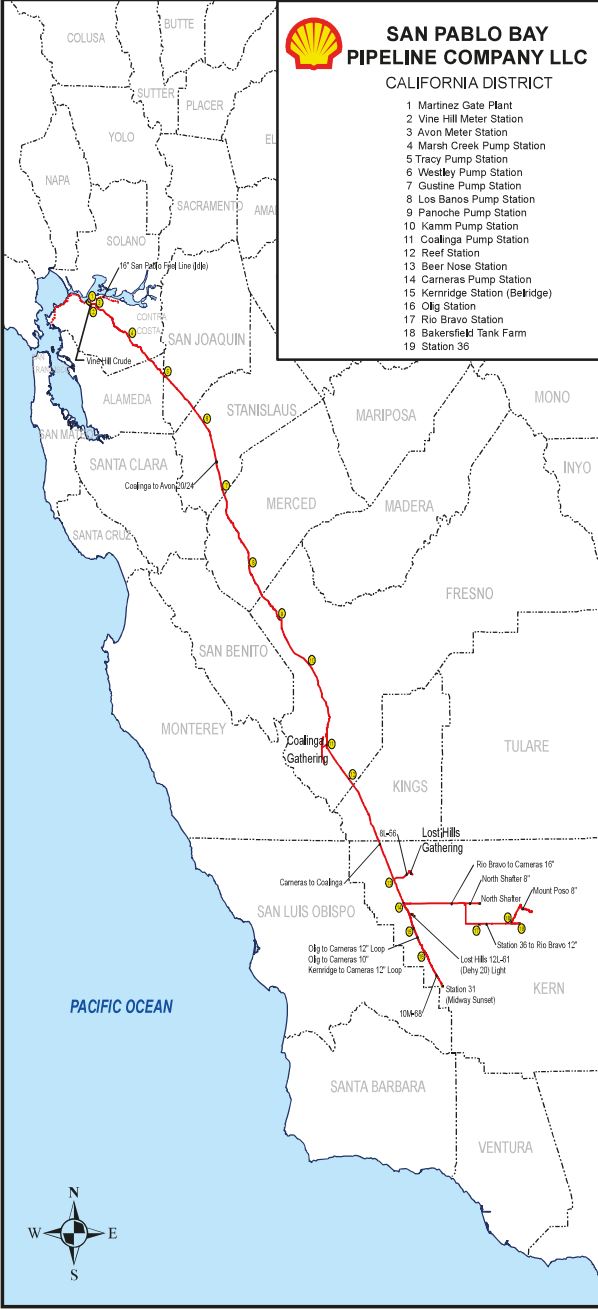 SAN PABLO BAY
PIPELINE COMPANY LLC
CALIFORNIA DISTRICT
1 Martinez Gate Plant
2 Vine Hill Meter Station
3 Avon Meter Station
4 Marsh Creek Pump Station
5 Tracy Pump Station
6 Westley Pump Station
7 Gustine Pump Station
8 Los Banos Pump Station
9 Panoche Pump Station
10 Kamm Pump Station
11 Coalinga Pump Station
12 Reef Station
13 Beer Nose Station
14 Carneras Pump Station
15 Kernridge Station (Belridge)
16 Olig Station
17 Rio Bravo Station
18 Bakersfield Tank Farm
19 Station 36
COLUSA
BUTTE
SUTTER
PLACER
YOLO
EL
NAPA
SACRAMENTO
AMA
SOLANO
16" San Pablo Fuel Line (Idle)
CONTRA
COSTA
SAN JOAQUIN
Vine Hill Crude
ALAMEDA
STANISLAUS
MARIPOSA
MONO
SAN MATEO
SANTA CLARA
INYO
Coalinga to Avon 20/24
MERCED
MADERA
SANTA CRUZ
FRESNO
SAN BENITO
MONTEREY
Coalinga
Gathering
TULARE
KINGS
8L-56
Lost Hills
Gathering
Rio Bravo to Carneras 16"
Carneras to Coalinga
North Shafter 8"
Mount Poso 8"
North Shafter
SAN LUIS OBISPO
Station 36 to Rio Bravo 12"
Olig to Carneras 12" Loop
Olig to Carneras 10"
Kernridge to Carneras 12" Loop
Lost Hills 12L-61
(Dehy 20) Light
KERN
Station 31
(Midway Sunset)
10M-68
PACIFIC OCEAN
SANTA BARBARA
VENTURA
N
W
E
S